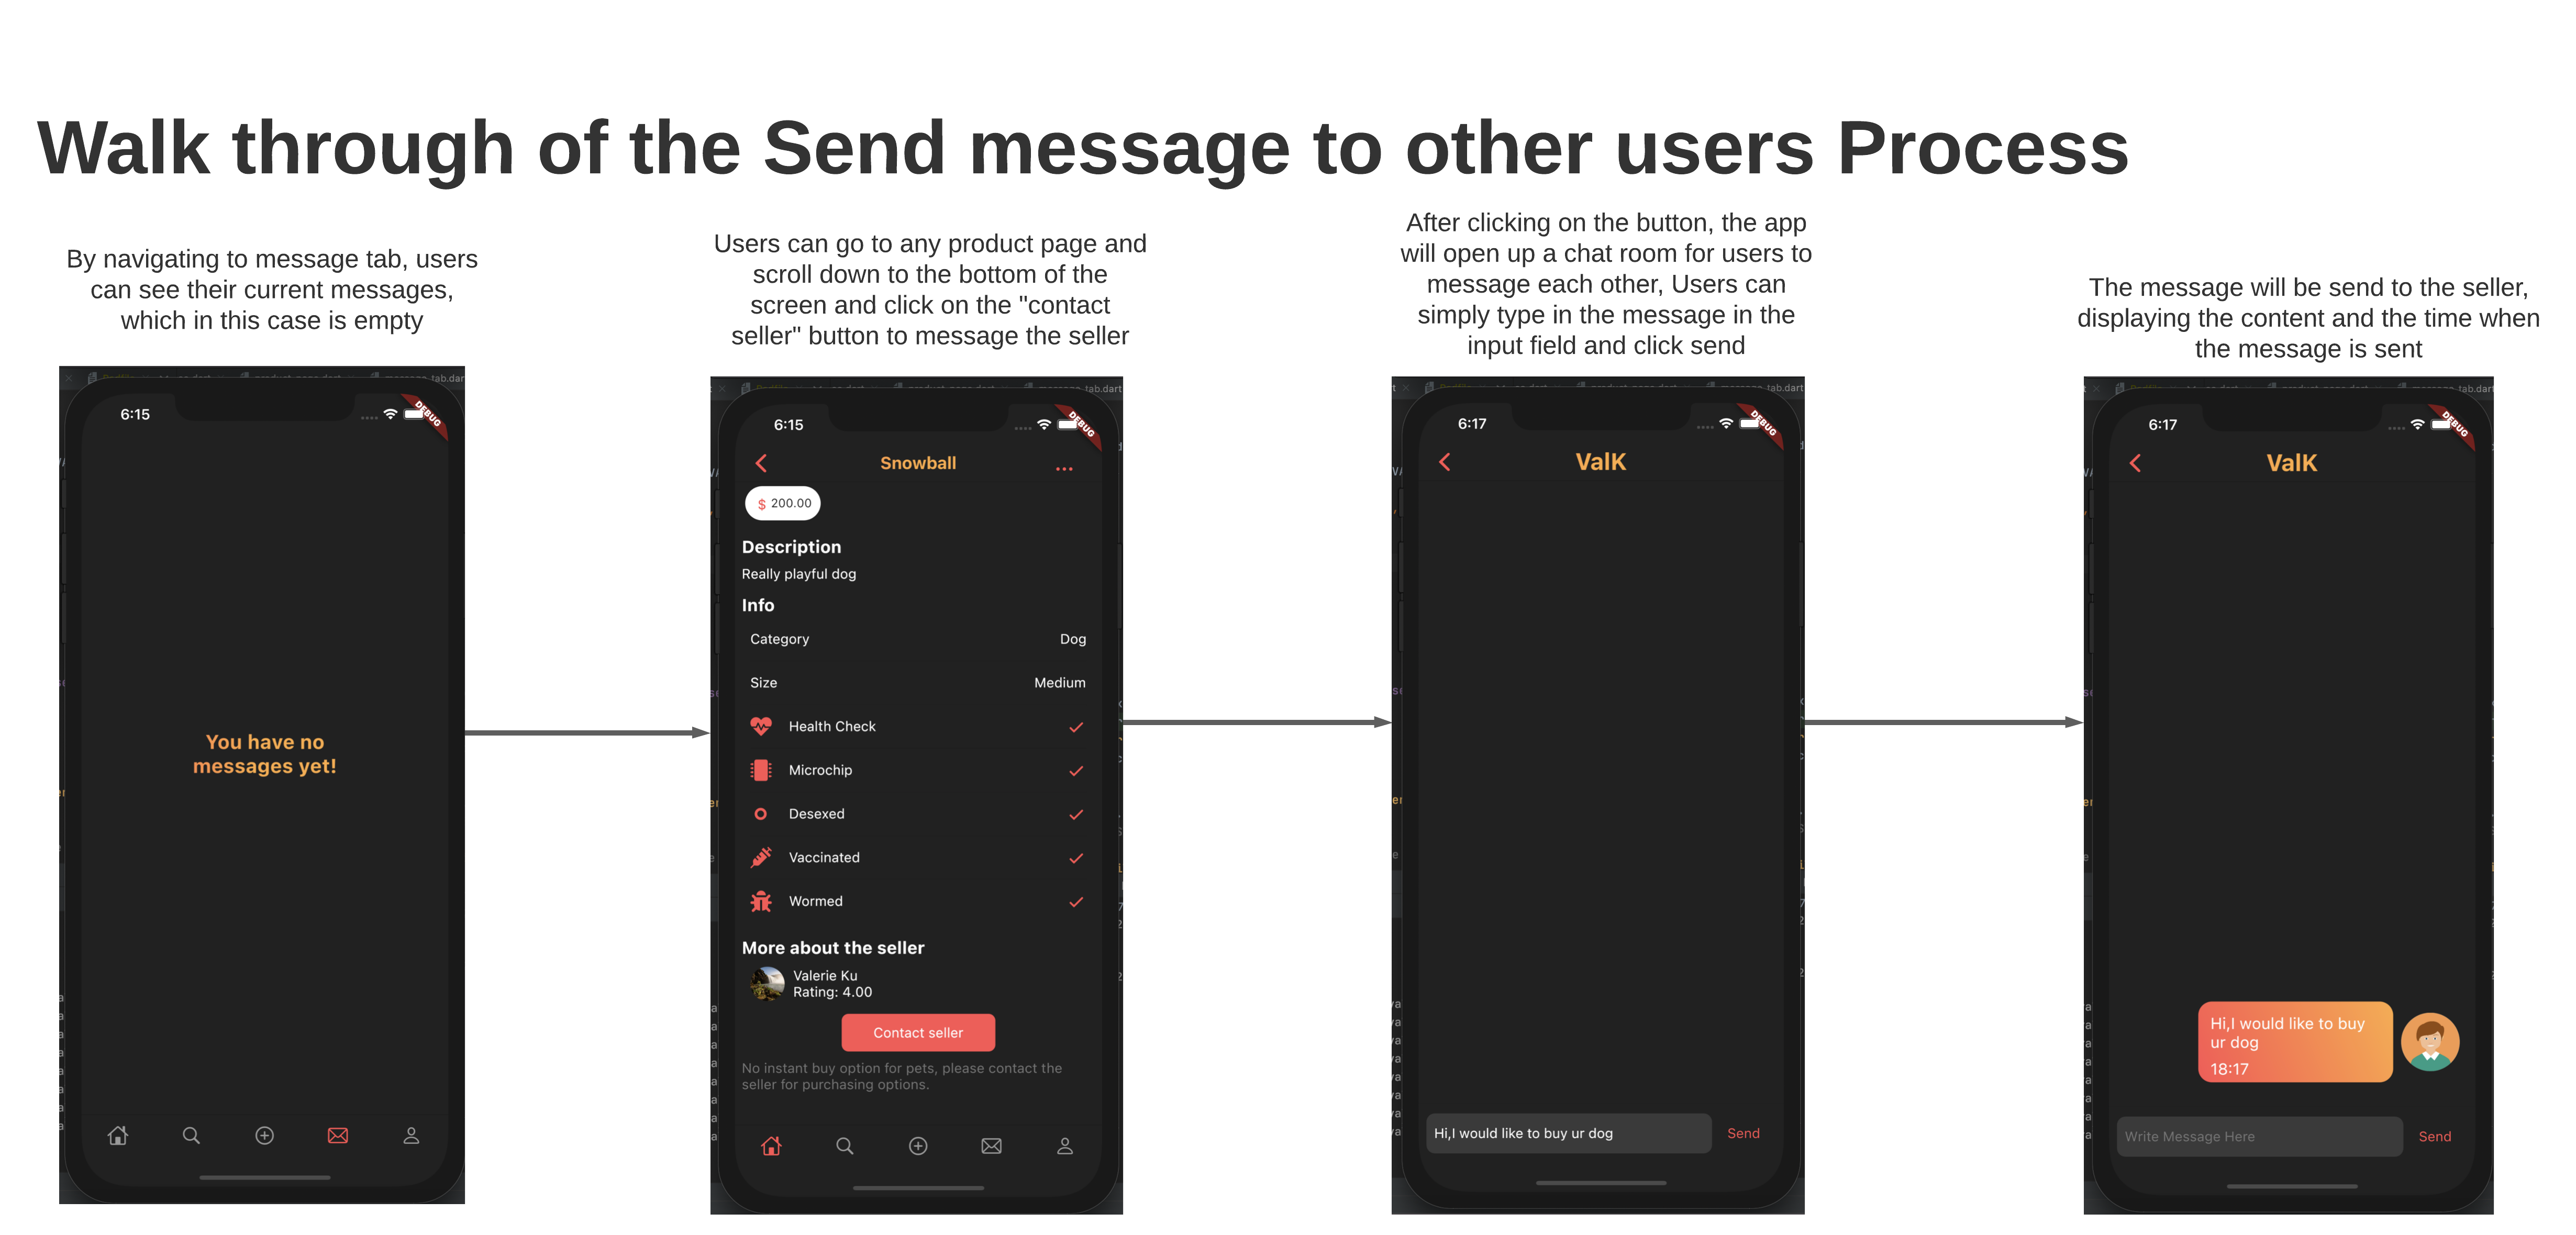 Walk through of the Send message to other users Process
By navigating to message tab, users
can see their current messages,
which in this case is empty
Users can go to any product page and
scroll down to the bottom of the
screen and click on the "contact
seller" button to message the seller
After clicking on the button, the app
will open up a chat room for users to
message each other, Users can
simply type in the message in the
input field and click send
The message will be send to the seller,
displaying the content and the time when
the message is sent
6:15
DEBUG
You have no
messages yet!
6:15
DEBUG
Snowball
$ 200.00
Description
Really playful dog
Info
Category Dog
Size Medium
Health Check
Microchip
Desexed
Vaccinated
Wormed
More about the seller
Valerie Ku
Rating: 4.00
Contact seller
No instant buy option for pets, please contact the
seller for purchasing options.
6:17
DEBUG
ValK
Hi,I would like to buy ur dog Send
6:17
DEBUG
ValK
Hi,I would like to buy
ur dog
18:17
Write Message Here Send